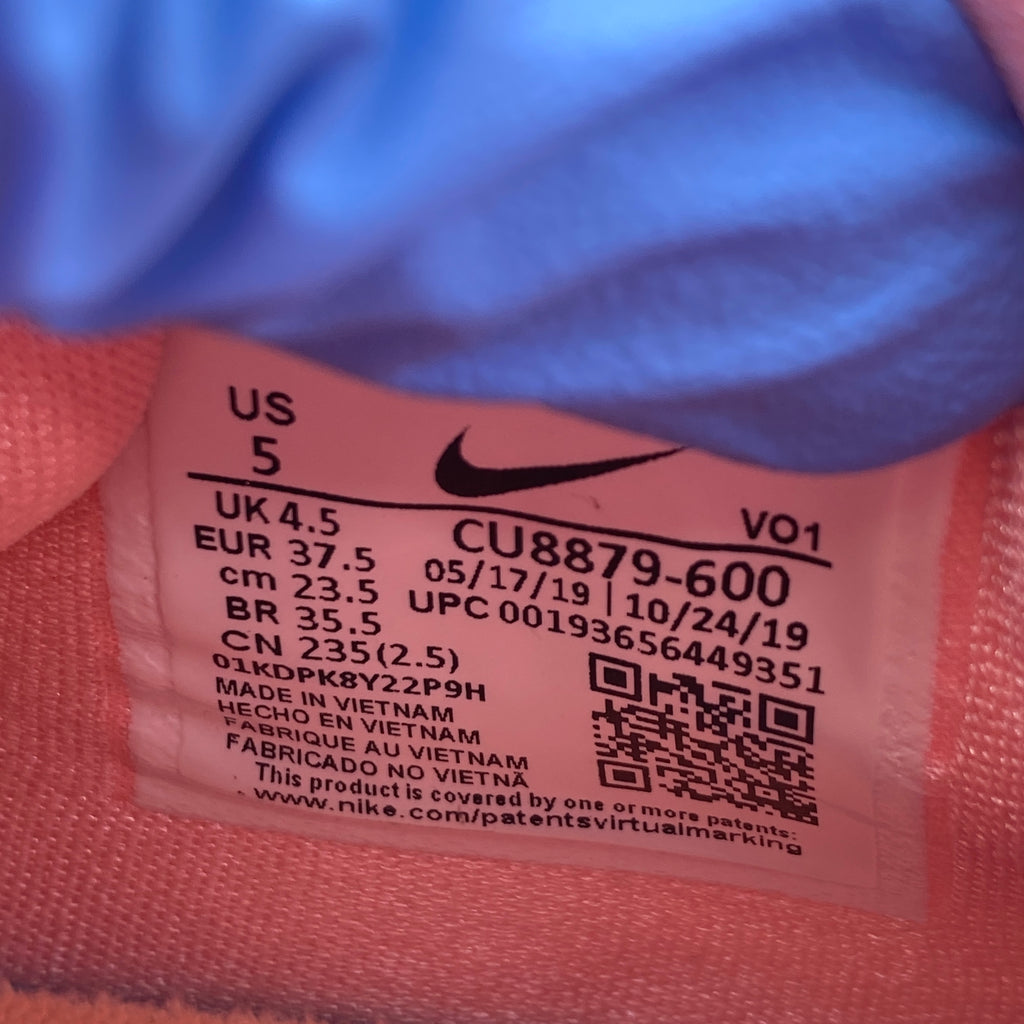 US
5
VO1
UK 4.5
EUR 37.5
cm 23.5
BR 35.5
CN 235(2.5)
CU8879-600
05/17/19 | 10/24/19
UPC 00193656449351
01KDPK8Y22P9H
MADE IN VIETNAM
HECHO EN VIETNAM
FABRIQUE AU VIETNAM
FABRICADO NO VIETNÃ
This product is covered by one or more patents:
www.nike.com/patentsvirtualmarking